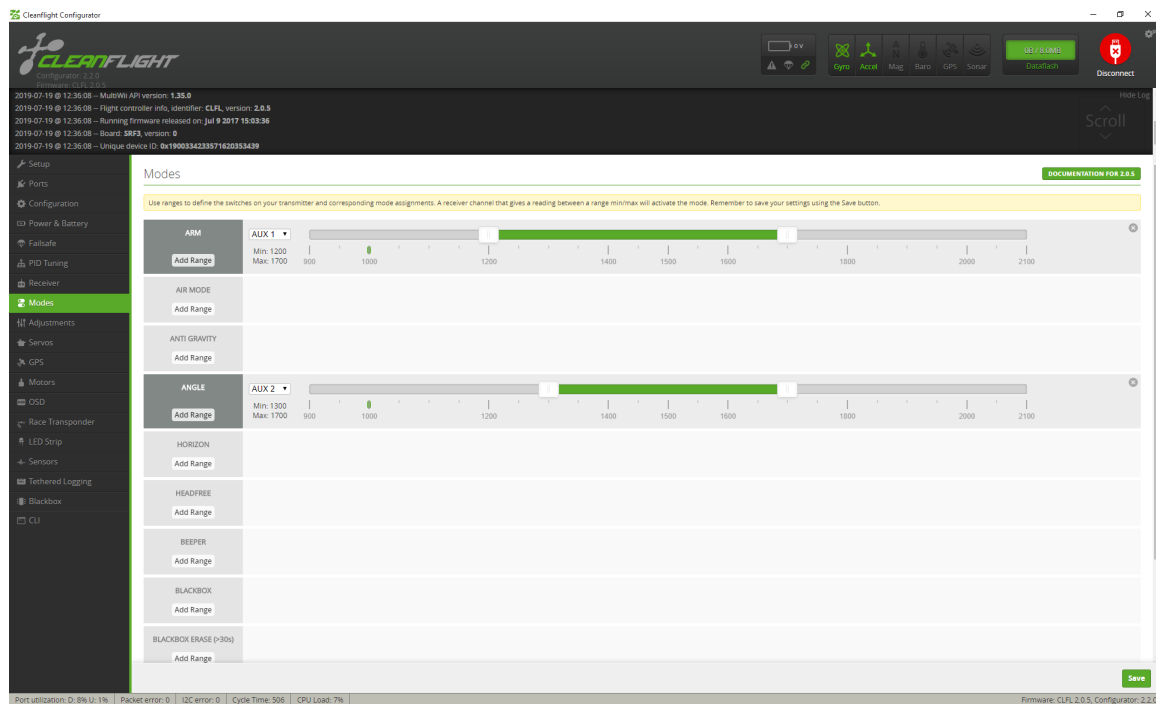 Cleanflight Configurator
CLEANFLIGHT
Configurator: 2.2.0
Firmware: CLFL 2.0.5
0 V
Gyro Accel Mag Baro GPS Sonar
Dataflash
Disconnect
2019-07-19 @ 12:36:08 -- MultiWii API version: 1.35.0
Hide Log
2019-07-19 @ 12:36:08 -- Flight controller info, identifier: CLFL, version: 2.0.5
2019-07-19 @ 12:36:08 -- Running firmware released on: Jul 9 2017 15:03:36
2019-07-19 @ 12:36:08 -- Board: SRF3, version: 0
2019-07-19 @ 12:36:08 -- Unique device ID: 0x1900334233571620353439
Scroll
Setup
Ports
Configuration
Power & Battery
Failsafe
PID Tuning
Receiver
Modes
Adjustments
Servos
GPS
Motors
OSD
Race Transponder
LED Strip
Sensors
Tethered Logging
Blackbox
CLI
Modes
DOCUMENTATION FOR 2.0.5
Use ranges to define the switches on your transmitter and corresponding mode assignments. A receiver channel that gives a reading between a range min/max will activate the mode. Remember to save your settings using the Save button.
ARM
Add Range
AUX 1
Min: 1200
Max: 1700
900 1000 1200 1400 1500 1600 1800 2000 2100
AIR MODE
Add Range
ANTI GRAVITY
Add Range
ANGLE
Add Range
AUX 2
Min: 1300
Max: 1700
900 1000 1200 1400 1500 1600 1800 2000 2100
HORIZON
Add Range
HEADFREE
Add Range
BEEPER
Add Range
BLACKBOX
Add Range
BLACKBOX ERASE (>30s)
Add Range
Save
Port utilization: D: 8% U: 1% Packet error: 0 I2C error: 0 Cycle Time: 506 CPU Load: 7%
Firmware: CLFL 2.0.5, Configurator: 2.2.0